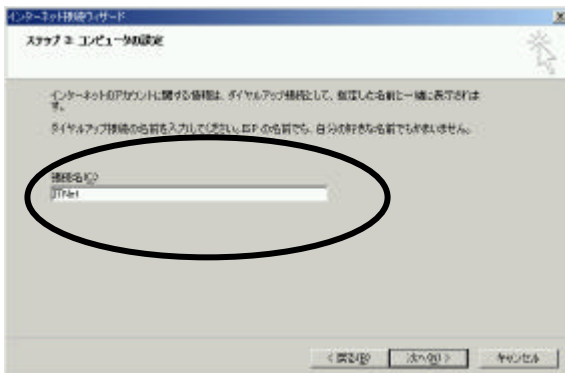 インターネット接続ウィザード
ステップ 3: コンピュータの設定
インターネットのアカウントに関する情報は、ダイヤルアップ接続として、指定した名前と一緒に表示されま
す。
ダイヤルアップ接続の名前を入力してください。ISP の名前でも、自分の好きな名前でもかまいません。
接続名(C)
< 戻る(B)
次へ(N) >
キャンセル